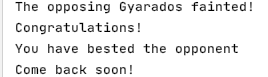 The opposing Gyarados fainted!
Congratulations!
You have bested the opponent
Come back soon!